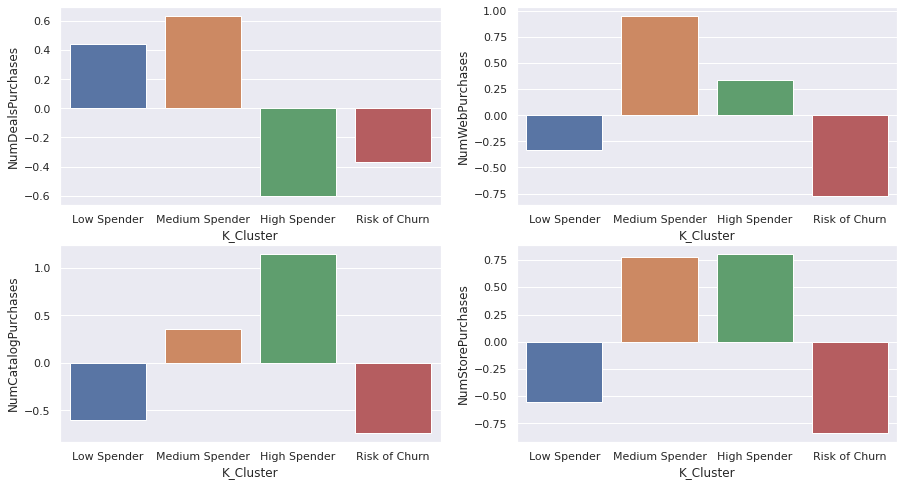 NumDealsPurchases
0.6
0.4
0.2
0.0
−0.2
−0.4
−0.6
Low Spender Medium Spender High Spender Risk of Churn
K_Cluster
NumWebPurchases
1.00
0.75
0.50
0.25
0.00
−0.25
−0.50
−0.75
Low Spender Medium Spender High Spender Risk of Churn
K_Cluster
NumCatalogPurchases
1.0
0.5
0.0
−0.5
Low Spender Medium Spender High Spender Risk of Churn
K_Cluster
NumStorePurchases
0.75
0.50
0.25
0.00
−0.25
−0.50
−0.75
Low Spender Medium Spender High Spender Risk of Churn
K_Cluster